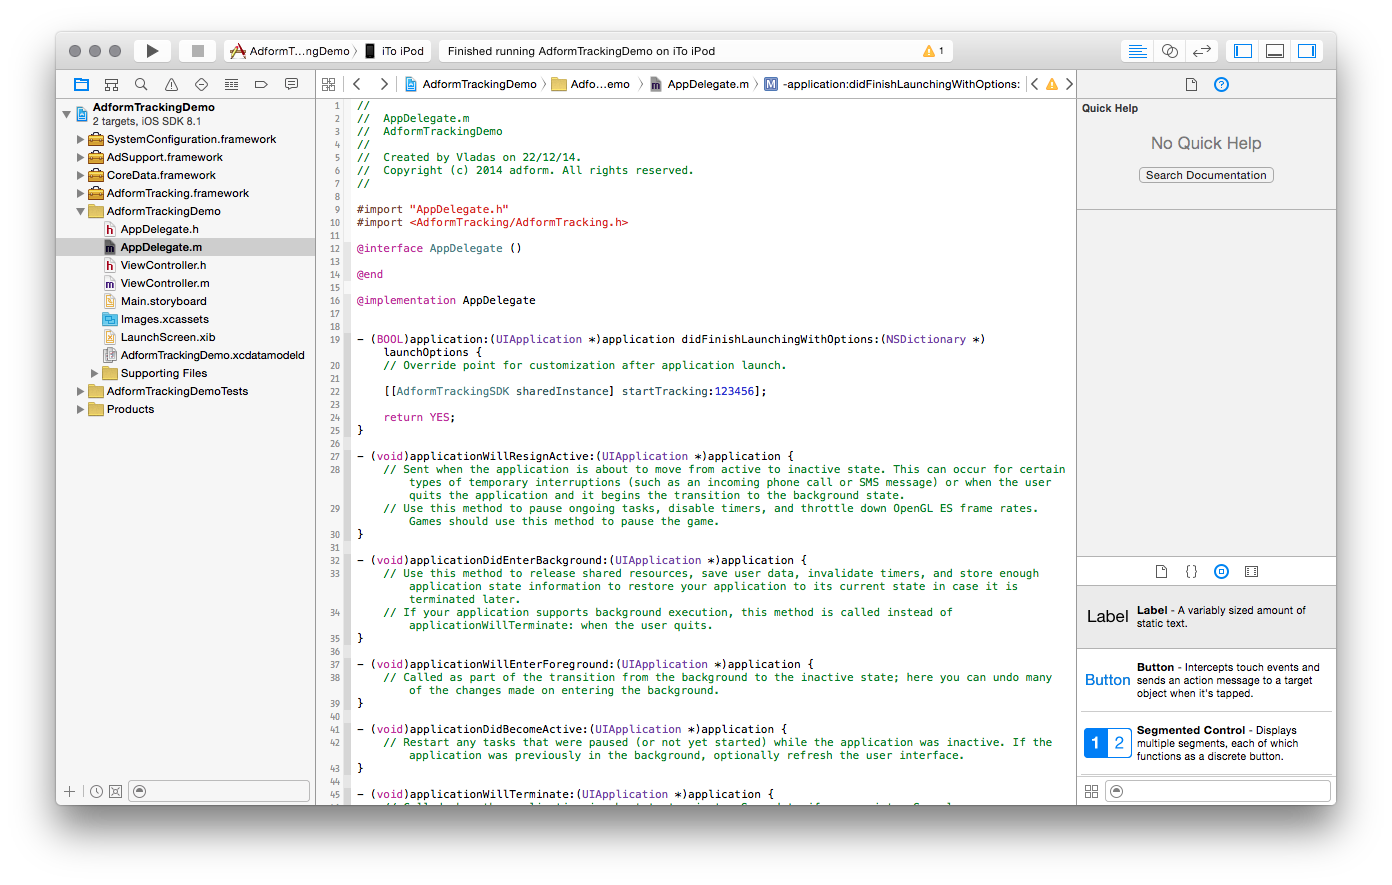 AdformT...ngDemo
iTo iPod
Finished running AdformTrackingDemo on iTo iPod
1
AdformTrackingDemo
Adfo...emo
AppDelegate.m
-application:didFinishLaunchingWithOptions:
AdformTrackingDemo
2 targets, iOS SDK 8.1
SystemConfiguration.framework
AdSupport.framework
CoreData.framework
AdformTracking.framework
AdformTrackingDemo
AppDelegate.h
AppDelegate.m
ViewController.h
ViewController.m
Main.storyboard
Images.xcassets
LaunchScreen.xib
AdformTrackingDemo.xcdatamodeld
Supporting Files
AdformTrackingDemoTests
Products
1 //
2 //  AppDelegate.m
3 //  AdformTrackingDemo
4 //
5 //  Created by Vladas on 22/12/14.
6 //  Copyright (c) 2014 adform. All rights reserved.
7 //
8
9 #import "AppDelegate.h"
10 #import <AdformTracking/AdformTracking.h>
11
12 @interface AppDelegate ()
13
14 @end
15
16 @implementation AppDelegate
17
18
19 - (BOOL)application:(UIApplication *)application didFinishLaunchingWithOptions:(NSDictionary *)
launchOptions {
20 // Override point for customization after application launch.
21
22 [[AdformTrackingSDK sharedInstance] startTracking:123456];
23
24 return YES;
25 }
26
27 - (void)applicationWillResignActive:(UIApplication *)application {
28 // Sent when the application is about to move from active to inactive state. This can occur for certain
types of temporary interruptions (such as an incoming phone call or SMS message) or when the user
quits the application and it begins the transition to the background state.
29 // Use this method to pause ongoing tasks, disable timers, and throttle down OpenGL ES frame rates.
Games should use this method to pause the game.
30 }
31
32 - (void)applicationDidEnterBackground:(UIApplication *)application {
33 // Use this method to release shared resources, save user data, invalidate timers, and store enough
application state information to restore your application to its current state in case it is
terminated later.
34 // If your application supports background execution, this method is called instead of
applicationWillTerminate: when the user quits.
35 }
36
37 - (void)applicationWillEnterForeground:(UIApplication *)application {
38 // Called as part of the transition from the background to the inactive state; here you can undo many
of the changes made on entering the background.
39 }
40
41 - (void)applicationDidBecomeActive:(UIApplication *)application {
42 // Restart any tasks that were paused (or not yet started) while the application was inactive. If the
application was previously in the background, optionally refresh the user interface.
43 }
44
45 - (void)applicationWillTerminate:(UIApplication *)application {
Quick Help
No Quick Help
Search Documentation
Label
Label - A variably sized amount of
static text.
Button
Button - Intercepts touch events and
sends an action message to a target
object when it's tapped.
1 2
Segmented Control - Displays
multiple segments, each of which
functions as a discrete button.